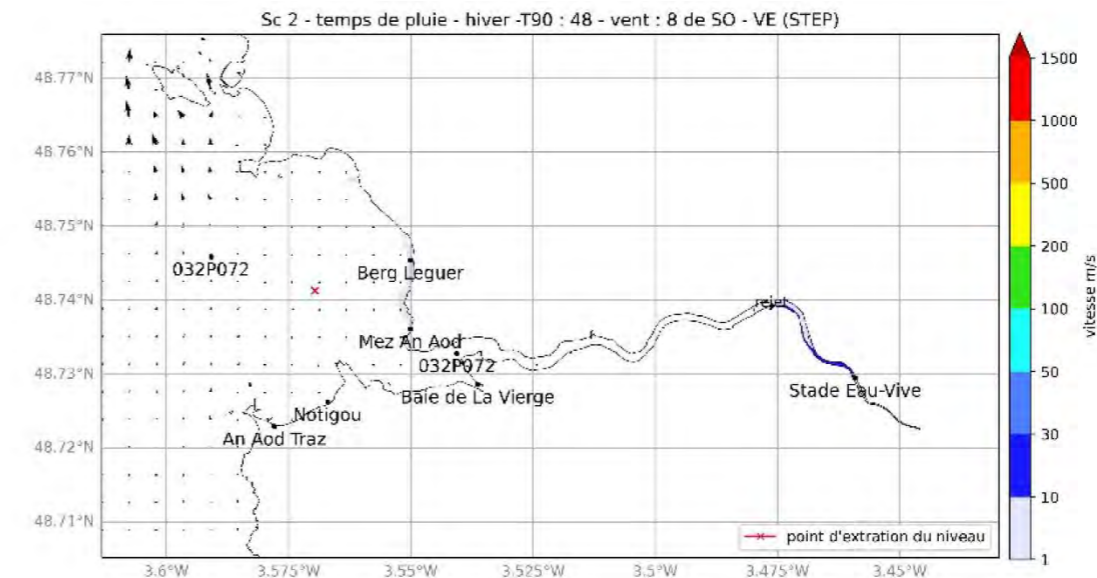 Sc 2 - temps de pluie - hiver -T90 : 48 - vent : 8 de SO - VE (STEP)
48.77°N
48.76°N
48.75°N
48.74°N
48.73°N
48.72°N
48.71°N
032P072
Berg Leguer
rejet
Mez An Aod
032P072
Stade Eau-Vive
Baie de La Vierge
Notigou
An Aod Traz
point d'extration du niveau
3.6°W
3.575°W
3.55°W
3.525°W
3.5°W
3.475°W
3.45°W
1500
1000
500
200
100
50
30
10
1
vitesse m/s